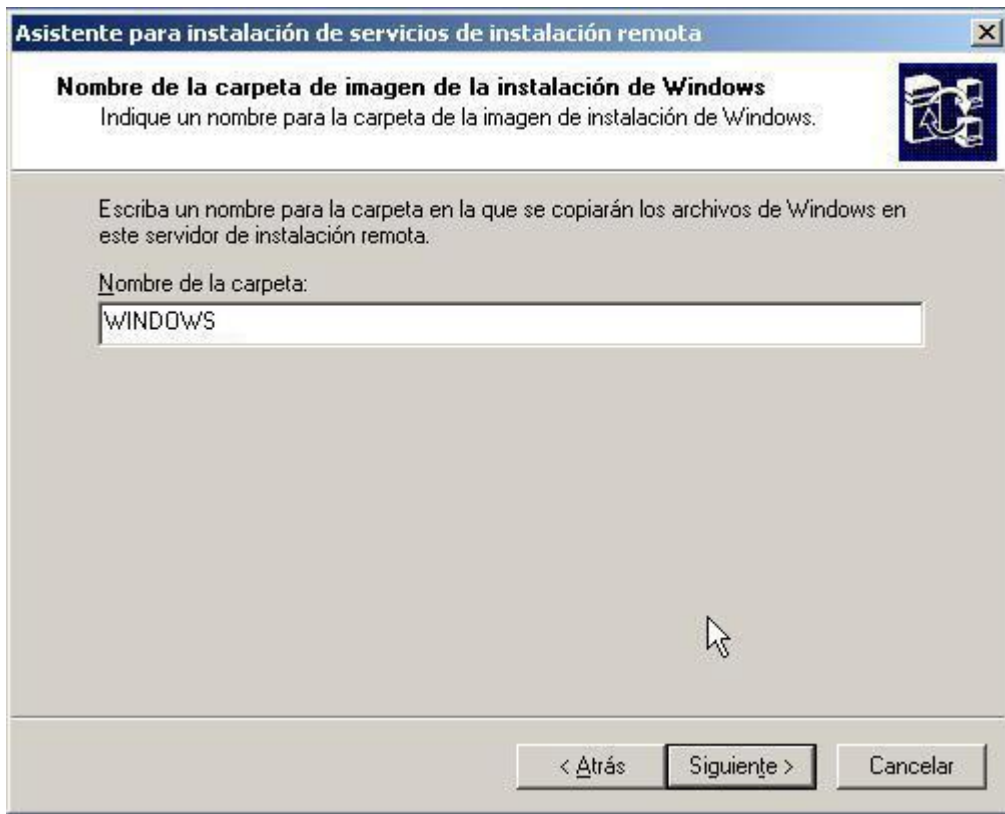 Asistente para instalación de servicios de instalación remota
Nombre de la carpeta de imagen de la instalación de Windows
Indique un nombre para la carpeta de la imagen de instalación de Windows.
Escriba un nombre para la carpeta en la que se copiarán los archivos de Windows en
este servidor de instalación remota.
Nombre de la carpeta:
WINDOWS
< Atrás
Siguiente >
Cancelar